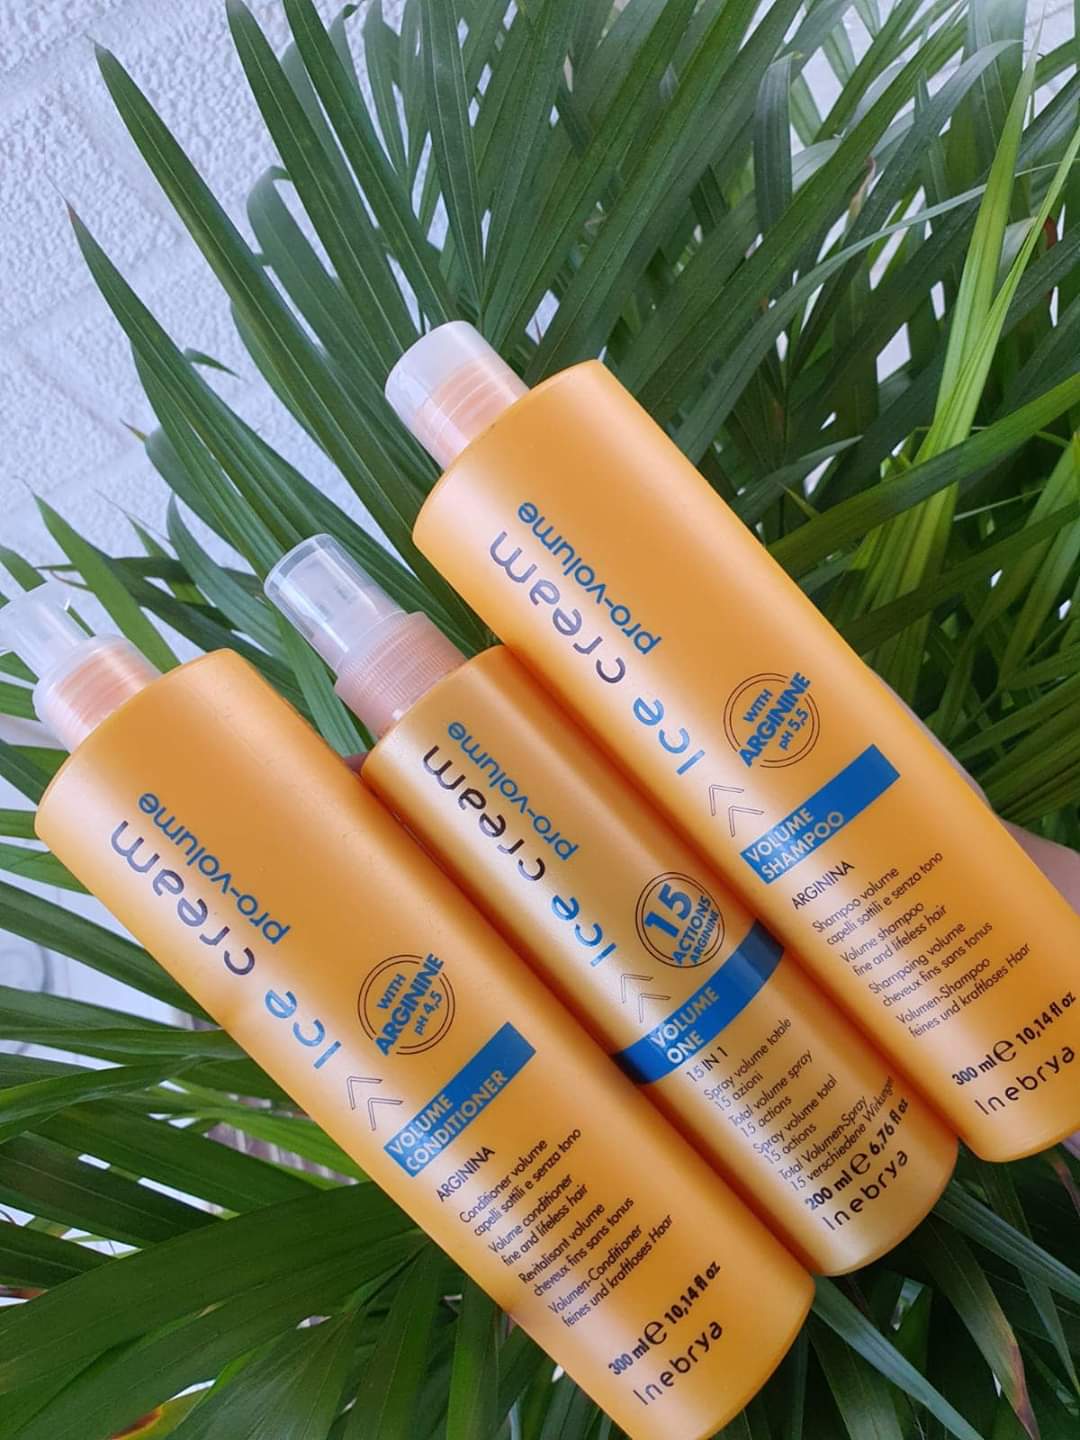 Ice cream
pro-volume
WITH
ARGININE
pH 4,5
VOLUME
CONDITIONER
ARGININA
Conditioner volume
capelli sottili e senza tono
Volume conditioner
fine and lifeless hair
Revitalisant volume
cheveux fins sans tonus
Volumen-Conditioner
feines und kraftloses Haar
300 ml e 10,14 fl oz
Inebrya
Ice cream
pro-volume
15
ACTIONS
ARGININE
VOLUME
ONE
15 IN 1
Spray volume totale
15 azioni
Total volume spray
15 actions
Spray volume total
15 actions
Total Volumen-Spray
15 verschiedene Wirkungen
200 ml e 6,76 fl oz
Inebrya
Ice cream
pro-volume
WITH
ARGININE
pH 5,5
VOLUME
SHAMPOO
ARGININA
Shampoo volume
capelli sottili e senza tono
Volume shampoo
fine and lifeless hair
Shampoing volume
cheveux fins sans tonus
Volumen-Shampoo
feines und kraftloses Haar
300 ml e 10,14 fl oz
Inebrya